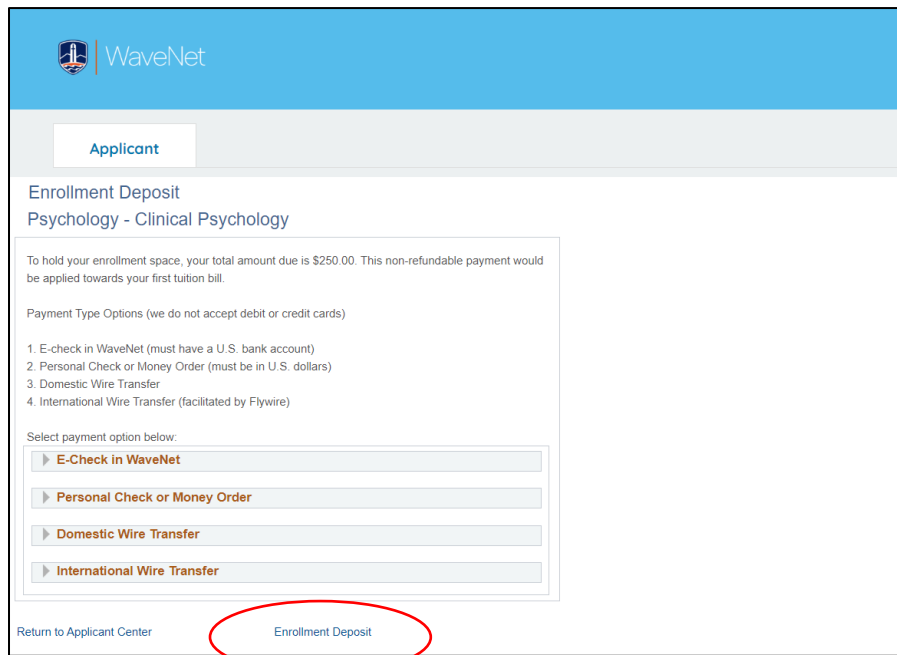 WaveNet
Applicant
Enrollment Deposit
Psychology - Clinical Psychology
To hold your enrollment space, your total amount due is $250.00. This non-refundable payment would
be applied towards your first tuition bill.
Payment Type Options (we do not accept debit or credit cards)
1. E-check in WaveNet (must have a U.S. bank account)
2. Personal Check or Money Order (must be in U.S. dollars)
3. Domestic Wire Transfer
4. International Wire Transfer (facilitated by Flywire)
Select payment option below:
E-Check in WaveNet
Personal Check or Money Order
Domestic Wire Transfer
International Wire Transfer
Return to Applicant Center Enrollment Deposit